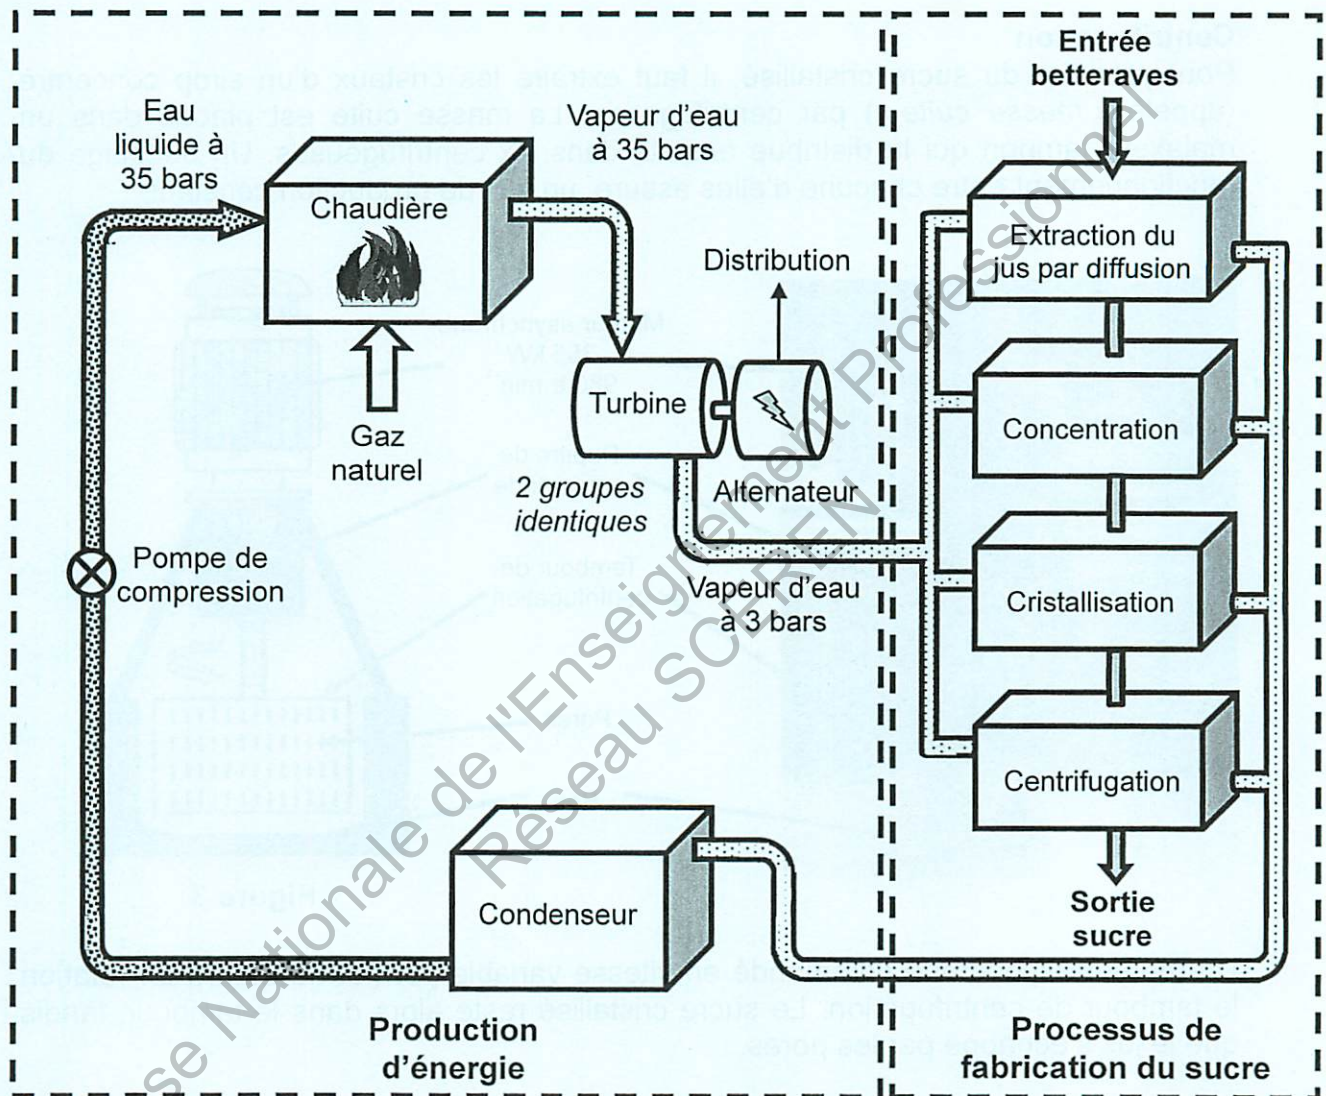 Entrée
betteraves
Eau
liquide à
35 bars
Vapeur d'eau
à 35 bars
Chaudière
Extraction du
jus par diffusion
Distribution
Turbine
Gaz
naturel
Concentration
2 groupes
identiques
Alternateur
Pompe de
compression
Vapeur d'eau
à 3 bars
Cristallisation
Centrifugation
Condenseur
Sortie
sucre
Production
d'énergie
Processus de
fabrication du sucre
se Nationale de l'Enseignement Professionnel
Réseau SCEREN